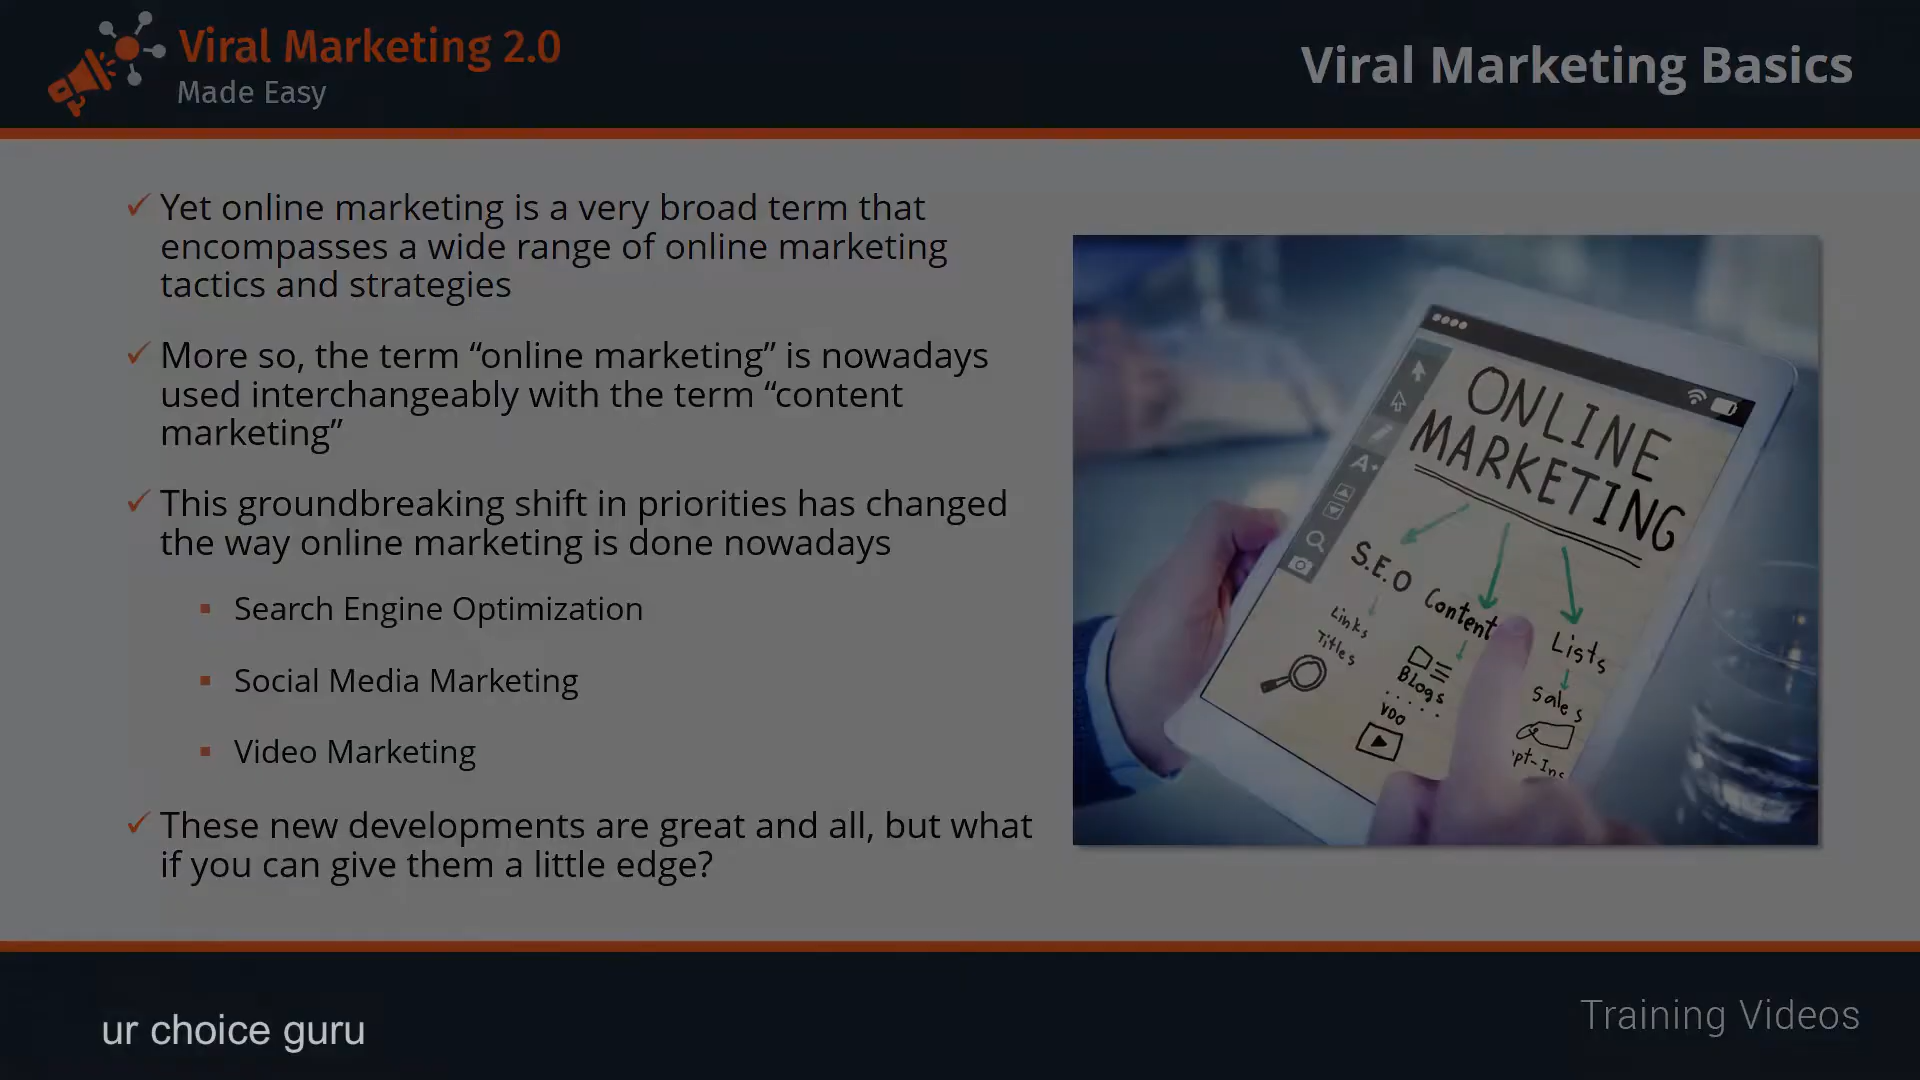 Viral Marketing 2.0
Made Easy
Viral Marketing Basics
Yet online marketing is a very broad term that
encompasses a wide range of online marketing
tactics and strategies
More so, the term “online marketing” is nowadays
used interchangeably with the term “content
marketing”
This groundbreaking shift in priorities has changed
the way online marketing is done nowadays
Search Engine Optimization
Social Media Marketing
Video Marketing
These new developments are great and all, but what
if you can give them a little edge?
ONLINE
MARKETING
S.E.O
Links
Titles
Content
Blogs
VDO
Lists
Sales
pt-Ins
ur choice guru
Training Videos